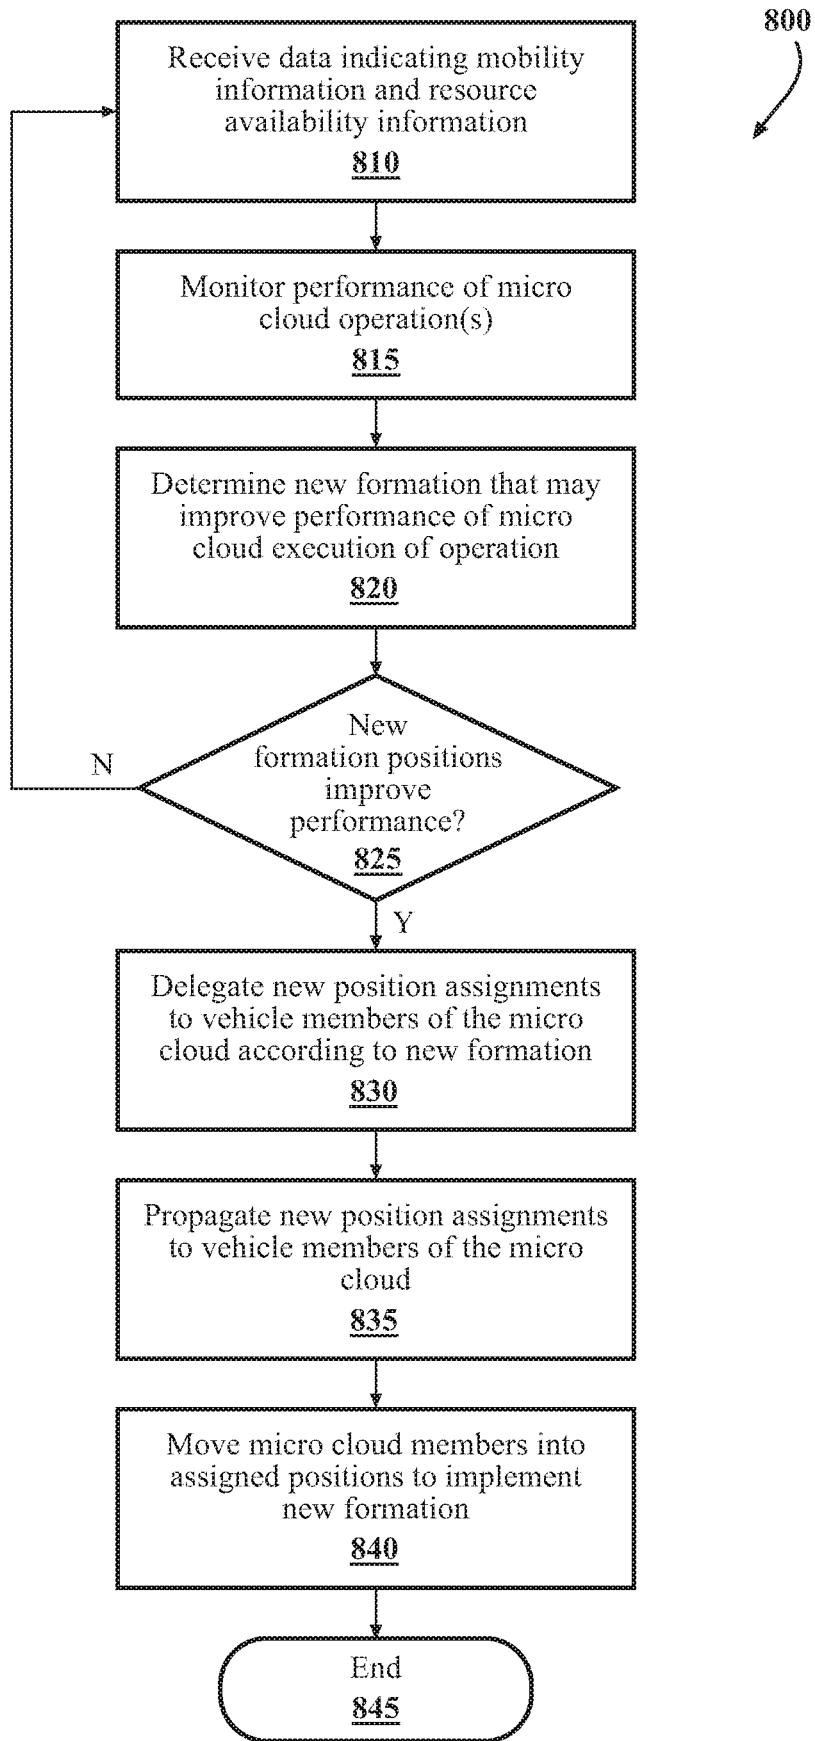 800
Receive data indicating mobility
information and resource
availability information
810
Monitor performance of micro
cloud operation(s)
815
Determine new formation that may
improve performance of micro
cloud execution of operation
820
New
formation positions
improve
performance?
825
N
Y
Delegate new position assignments
to vehicle members of the micro
cloud according to new formation
830
Propagate new position assignments
to vehicle members of the micro
cloud
835
Move micro cloud members into
assigned positions to implement
new formation
840
End
845